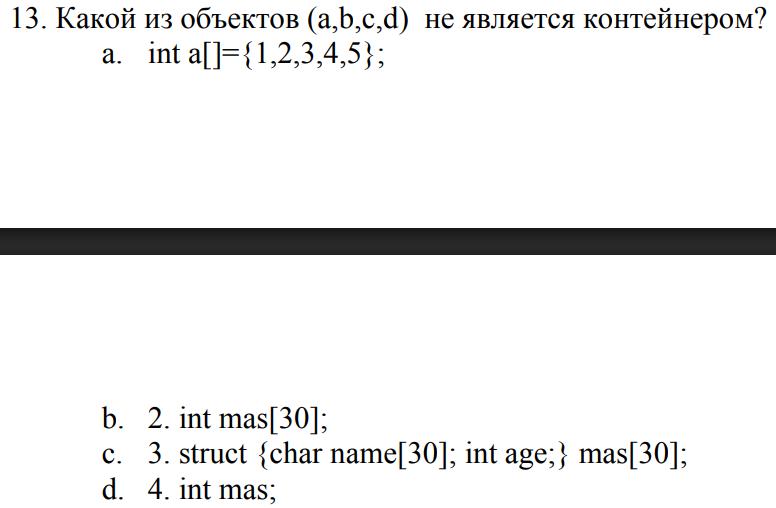 13. Какой из объектов (a,b,c,d)  не является контейнером?
a. int a[]={1,2,3,4,5};
b. 2. int mas[30];
c. 3. struct {char name[30]; int age;} mas[30];
d. 4. int mas;